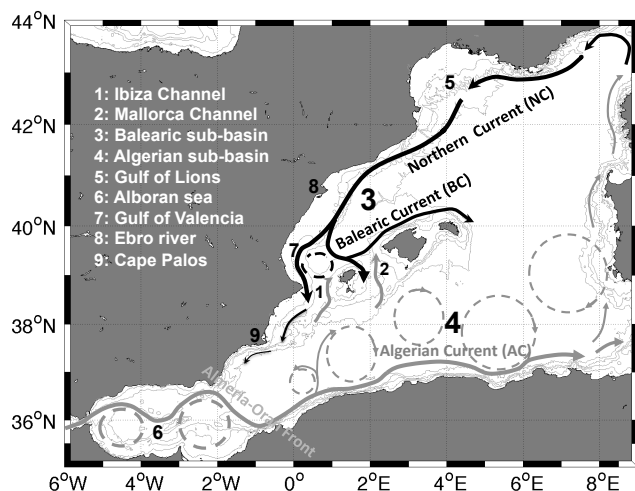 44°N
42°N
40°N
38°N
36°N
6°W
4°W
2°W
0°
2°E
4°E
6°E
8°E
1: Ibiza Channel
2: Mallorca Channel
3: Balearic sub-basin
4: Algerian sub-basin
5: Gulf of Lions
6: Alboran sea
7: Gulf of Valencia
8: Ebro river
9: Cape Palos
5
Northern Current (NC)
8
3
Balearic Current (BC)
7
1
2
9
4
Algerian Current (AC)
Almeria-Oran Front
6